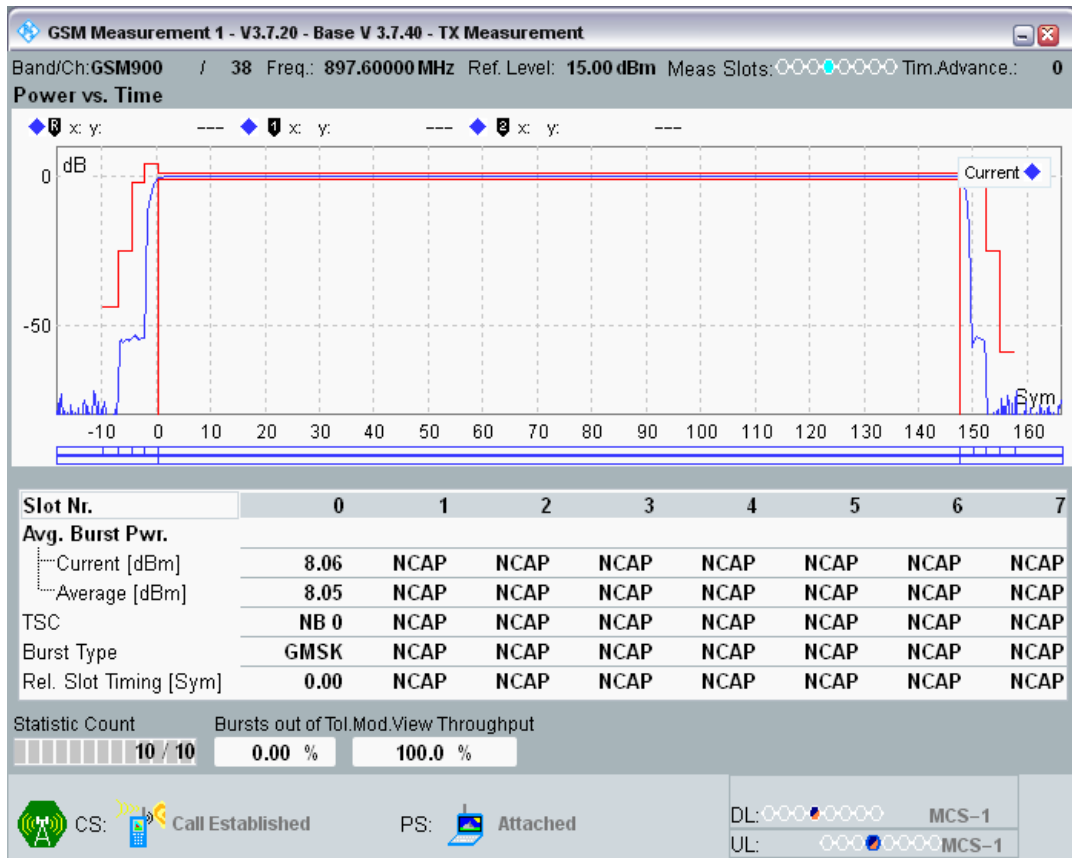 GSM Measurement 1 - V3.7.20 - Base V 3.7.40 - TX Measurement
Band/Ch:GSM900 / 38 Freq.: 897.60000 MHz Ref. Level: 15.00 dBm Meas Slots: Tim.Advance.: 0
Power vs. Time
R x: y: --- 1 x: y: --- 2 x: y: ---
dB
Current
0
-50
Sym
-10 0 10 20 30 40 50 60 70 80 90 100 110 120 130 140 150 160
Slot Nr. 0 1 2 3 4 5 6 7
Avg. Burst Pwr.
Current [dBm] 8.06 NCAP NCAP NCAP NCAP NCAP NCAP NCAP
Average [dBm] 8.05 NCAP NCAP NCAP NCAP NCAP NCAP NCAP
TSC NB 0 NCAP NCAP NCAP NCAP NCAP NCAP NCAP
Burst Type GMSK NCAP NCAP NCAP NCAP NCAP NCAP NCAP
Rel. Slot Timing [Sym] 0.00 NCAP NCAP NCAP NCAP NCAP NCAP NCAP
Statistic Count Bursts out of Tol.Mod.View Throughput
10 / 10 0.00 % 100.0 %
CS: Call Established PS: Attached
DL: MCS-1
UL: MCS-1